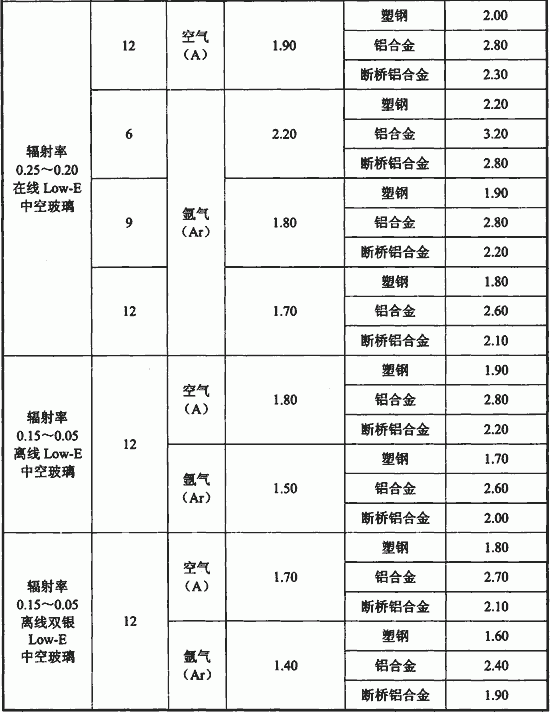 辐射率
0.25～0.20
在线 Low-E
中空玻璃
12
空气
（A）
1.90
塑钢
2.00
铝合金
2.80
断桥铝合金
2.30
6
氩气
（Ar）
2.20
塑钢
2.20
铝合金
3.20
断桥铝合金
2.80
9
1.80
塑钢
1.90
铝合金
2.80
断桥铝合金
2.20
12
1.70
塑钢
1.80
铝合金
2.60
断桥铝合金
2.10
辐射率
0.15～0.05
离线 Low-E
中空玻璃
12
空气
（A）
1.80
塑钢
1.90
铝合金
2.80
断桥铝合金
2.20
氩气
（Ar）
1.50
塑钢
1.70
铝合金
2.60
断桥铝合金
2.00
辐射率
0.15～0.05
离线双银
Low-E
中空玻璃
12
空气
（A）
1.70
塑钢
1.80
铝合金
2.70
断桥铝合金
2.10
氩气
（Ar）
1.40
塑钢
1.60
铝合金
2.40
断桥铝合金
1.90